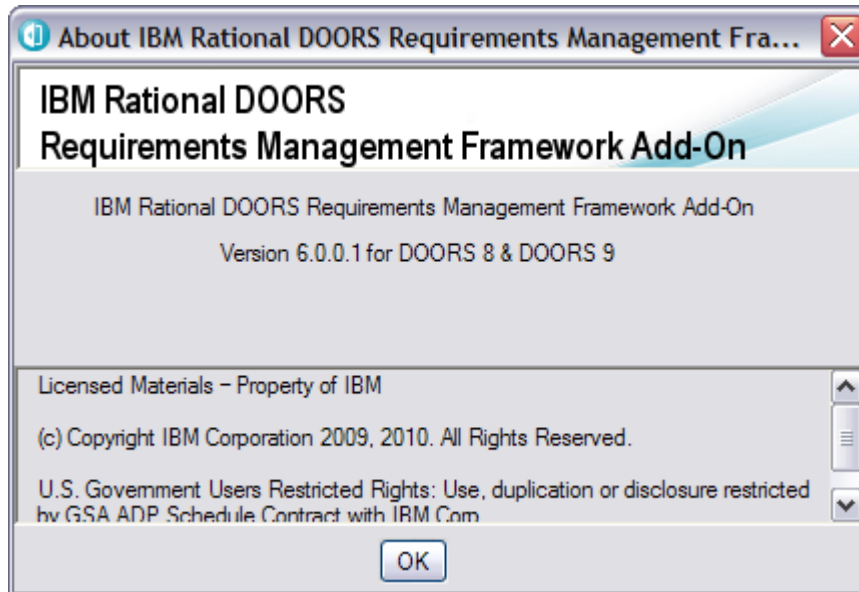 About IBM Rational DOORS Requirements Management Fra...
IBM Rational DOORS
Requirements Management Framework Add-On
IBM Rational DOORS Requirements Management Framework Add-On
Version 6.0.0.1 for DOORS 8 & DOORS 9
Licensed Materials – Property of IBM
(c) Copyright IBM Corporation 2009, 2010. All Rights Reserved.
U.S. Government Users Restricted Rights: Use, duplication or disclosure restricted
by GSA ADP Schedule Contract with IBM Corp
OK